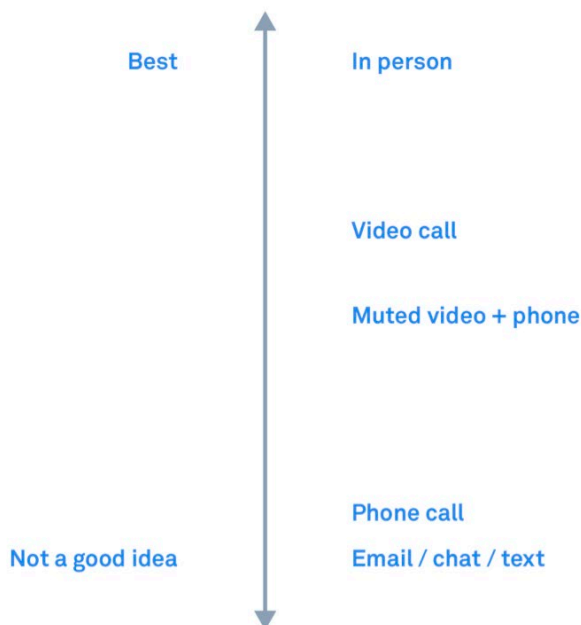 Best
In person
Video call
Muted video + phone
Phone call
Not a good idea
Email / chat / text